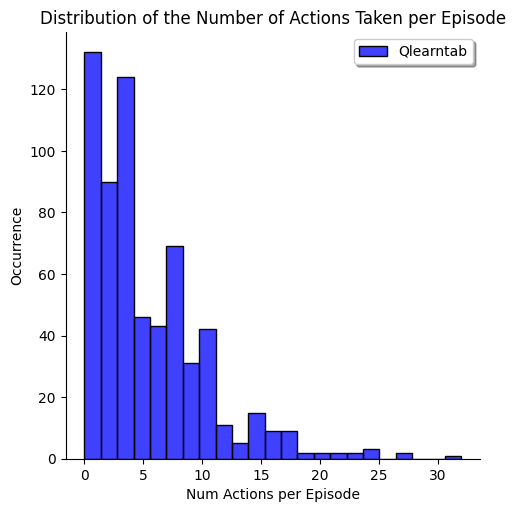 Distribution of the Number of Actions Taken per Episode
Qlearntab
120
100
80
60
40
20
0
Occurrence
0 5 10 15 20 25 30
Num Actions per Episode